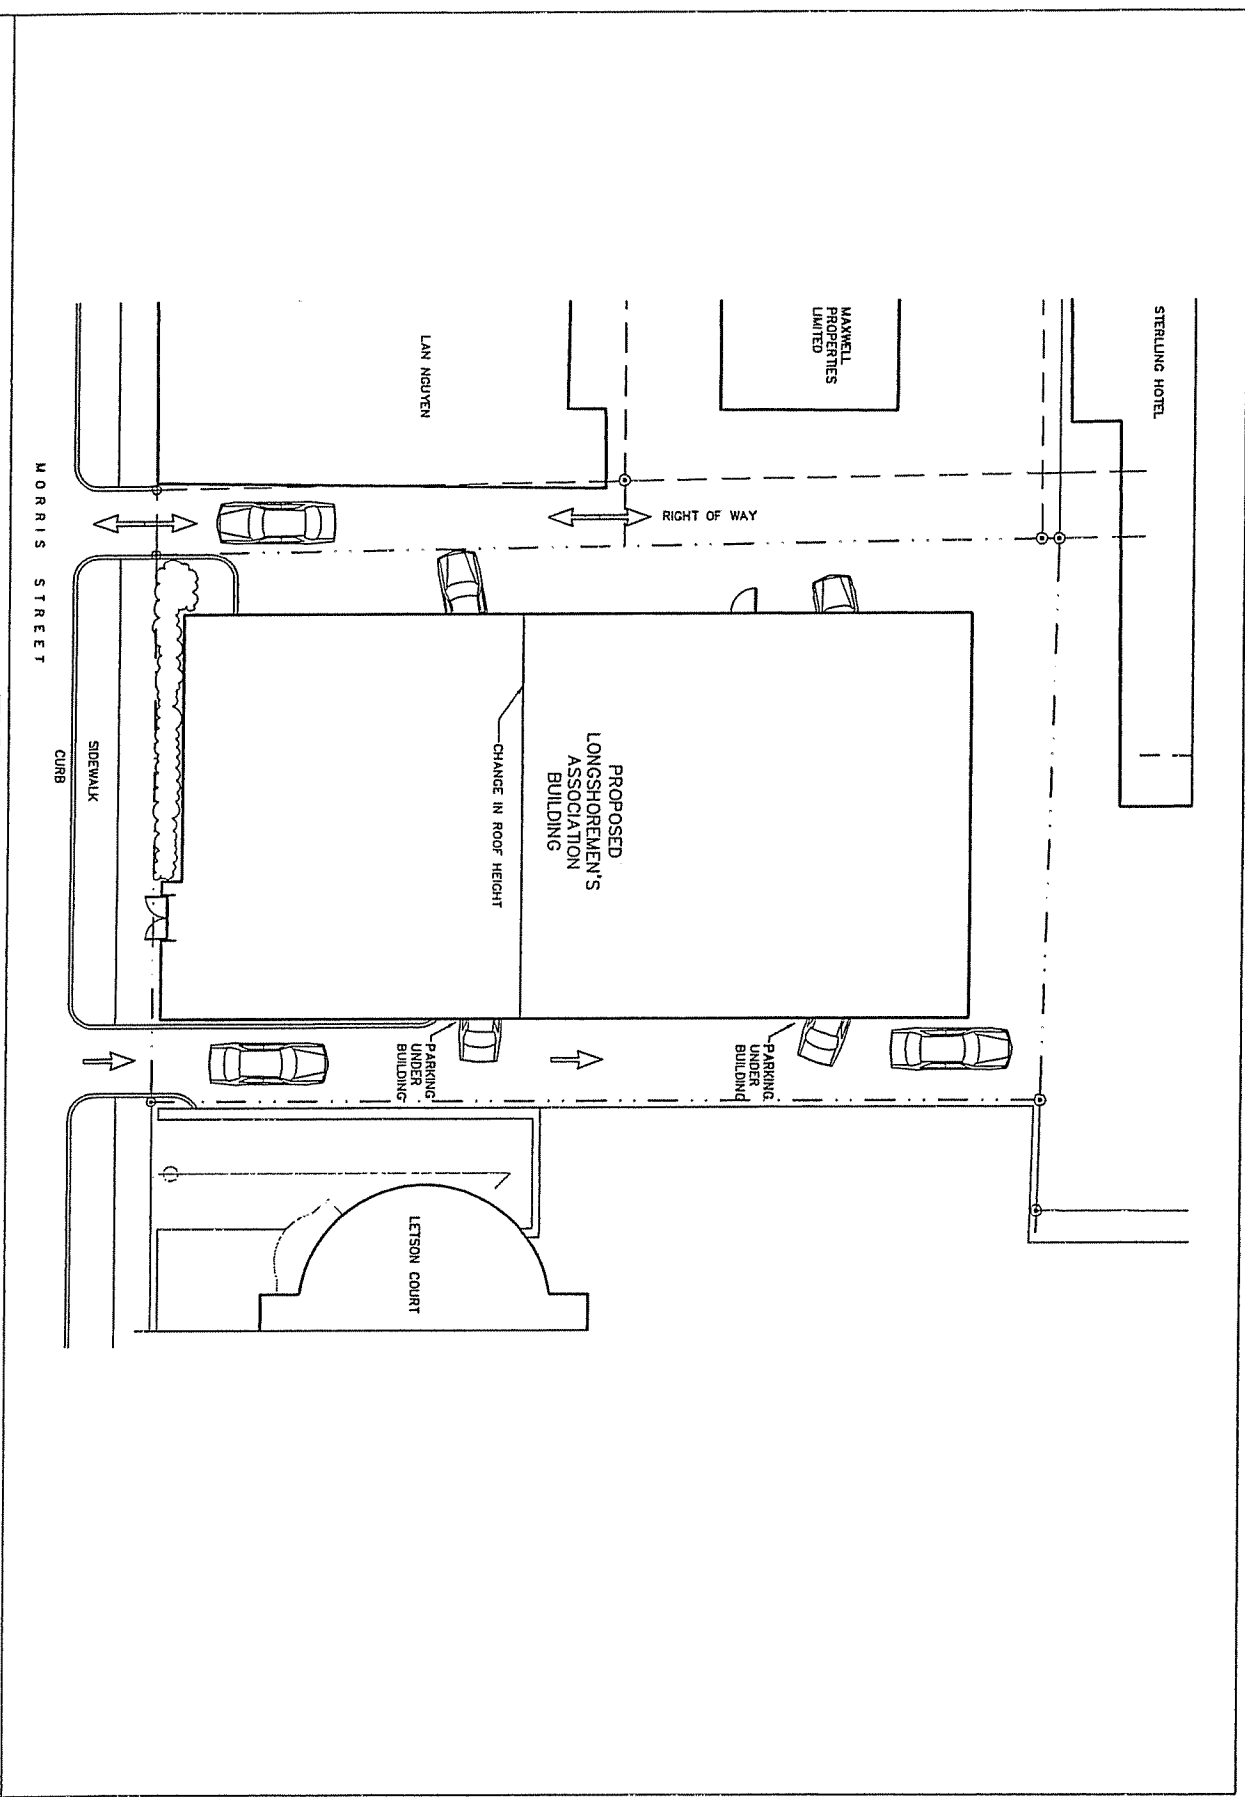 STERLLING HOTEL
MAXWELL
PROPERTIES
LIMITED
LAN NGUYEN
RIGHT OF WAY
MORRIS STREET
PROPOSED
LONGSHOREMEN'S
ASSOCIATION
BUILDING
CHANGE IN ROOF HEIGHT
SIDEWALK
CURB
PARKING
UNDER
BUILDING
PARKING
UNDER
BUILDING
LETSON COURT